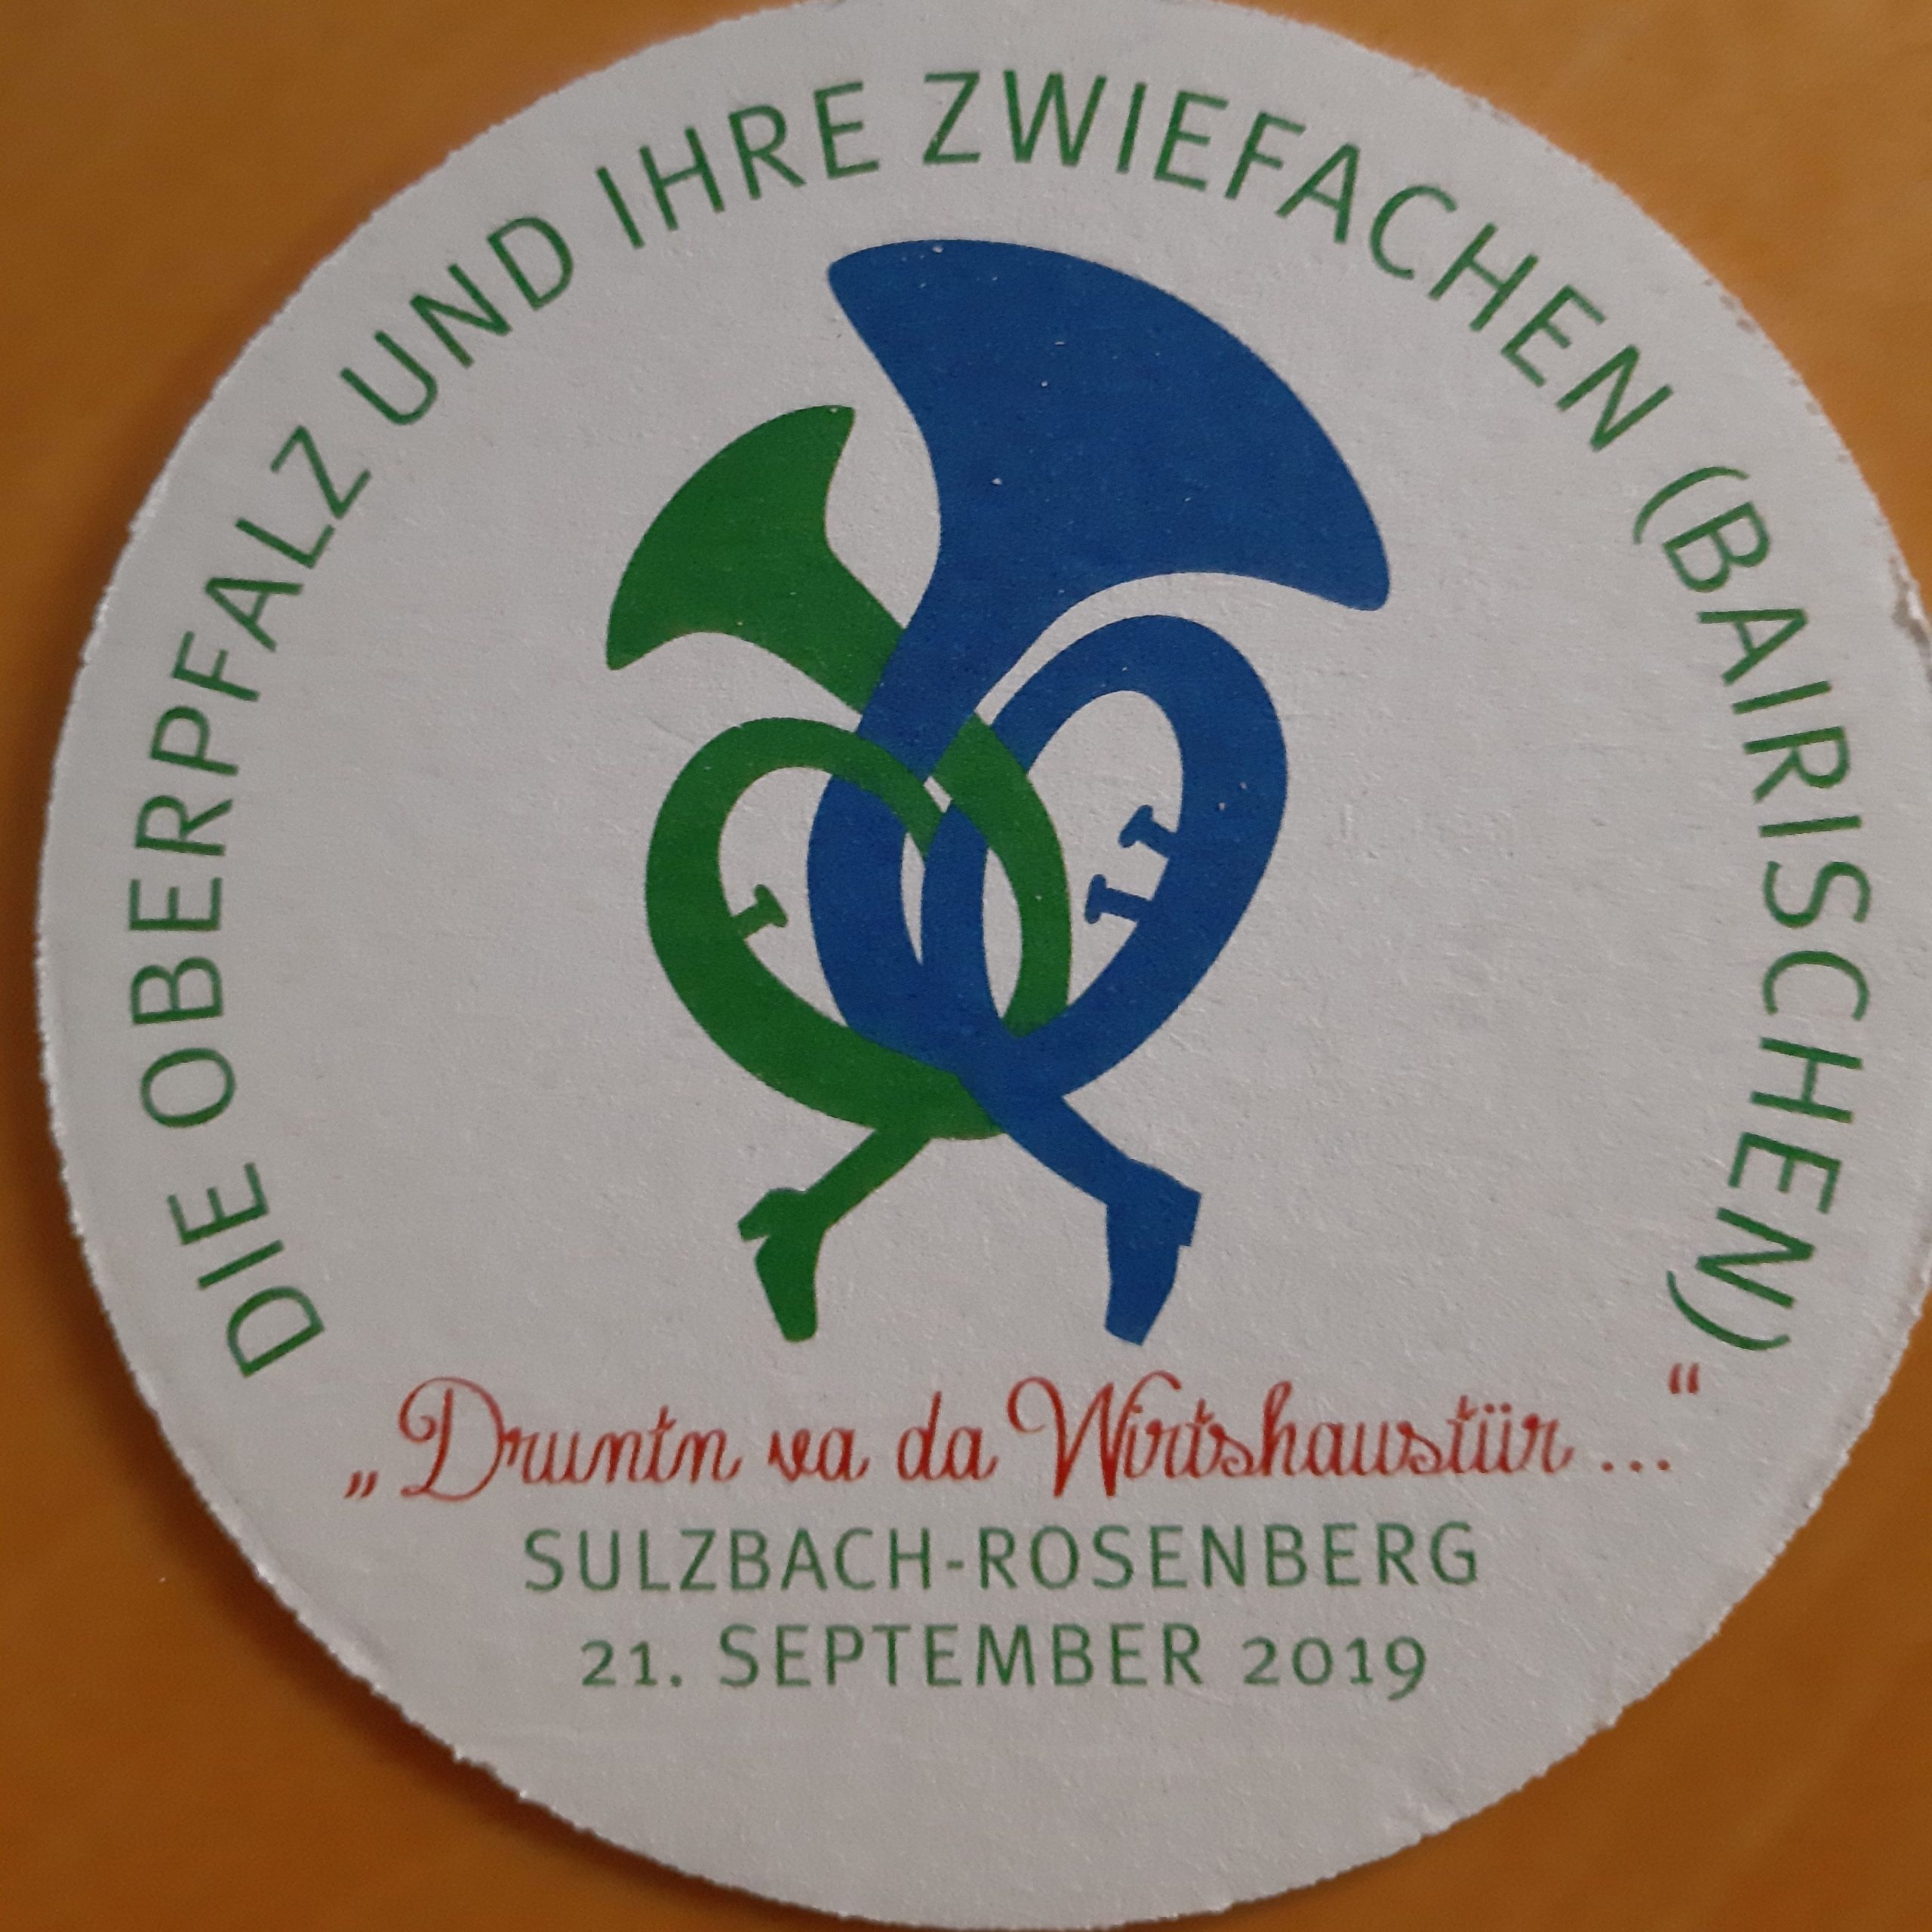 DIE OBERPFALZ UND IHRE ZWIEFACHEN (BAIRISCHEN)
„Druntn va da Wirtshaustür ...“
SULZBACH-ROSENBERG
21. SEPTEMBER 2019